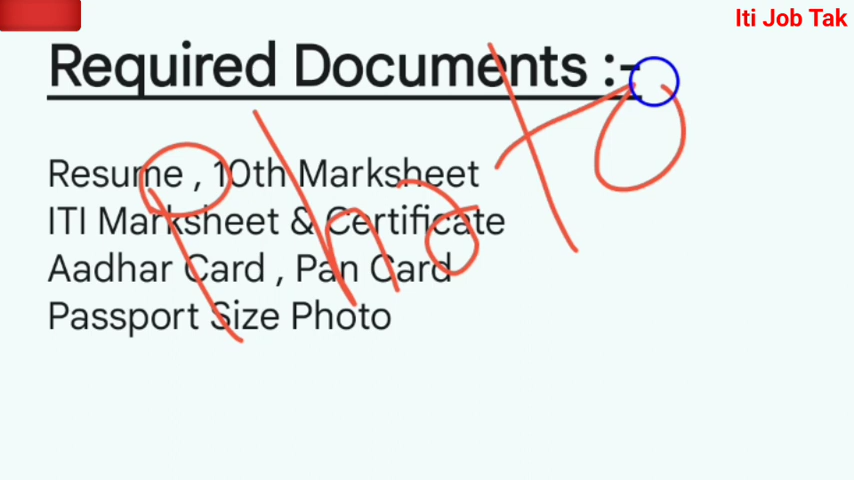 Iti Job Tak
Required Documents :-
Resume , 10th Marksheet
ITI Marksheet & Certificate
Aadhar Card , Pan Card
Passport Size Photo
Photo